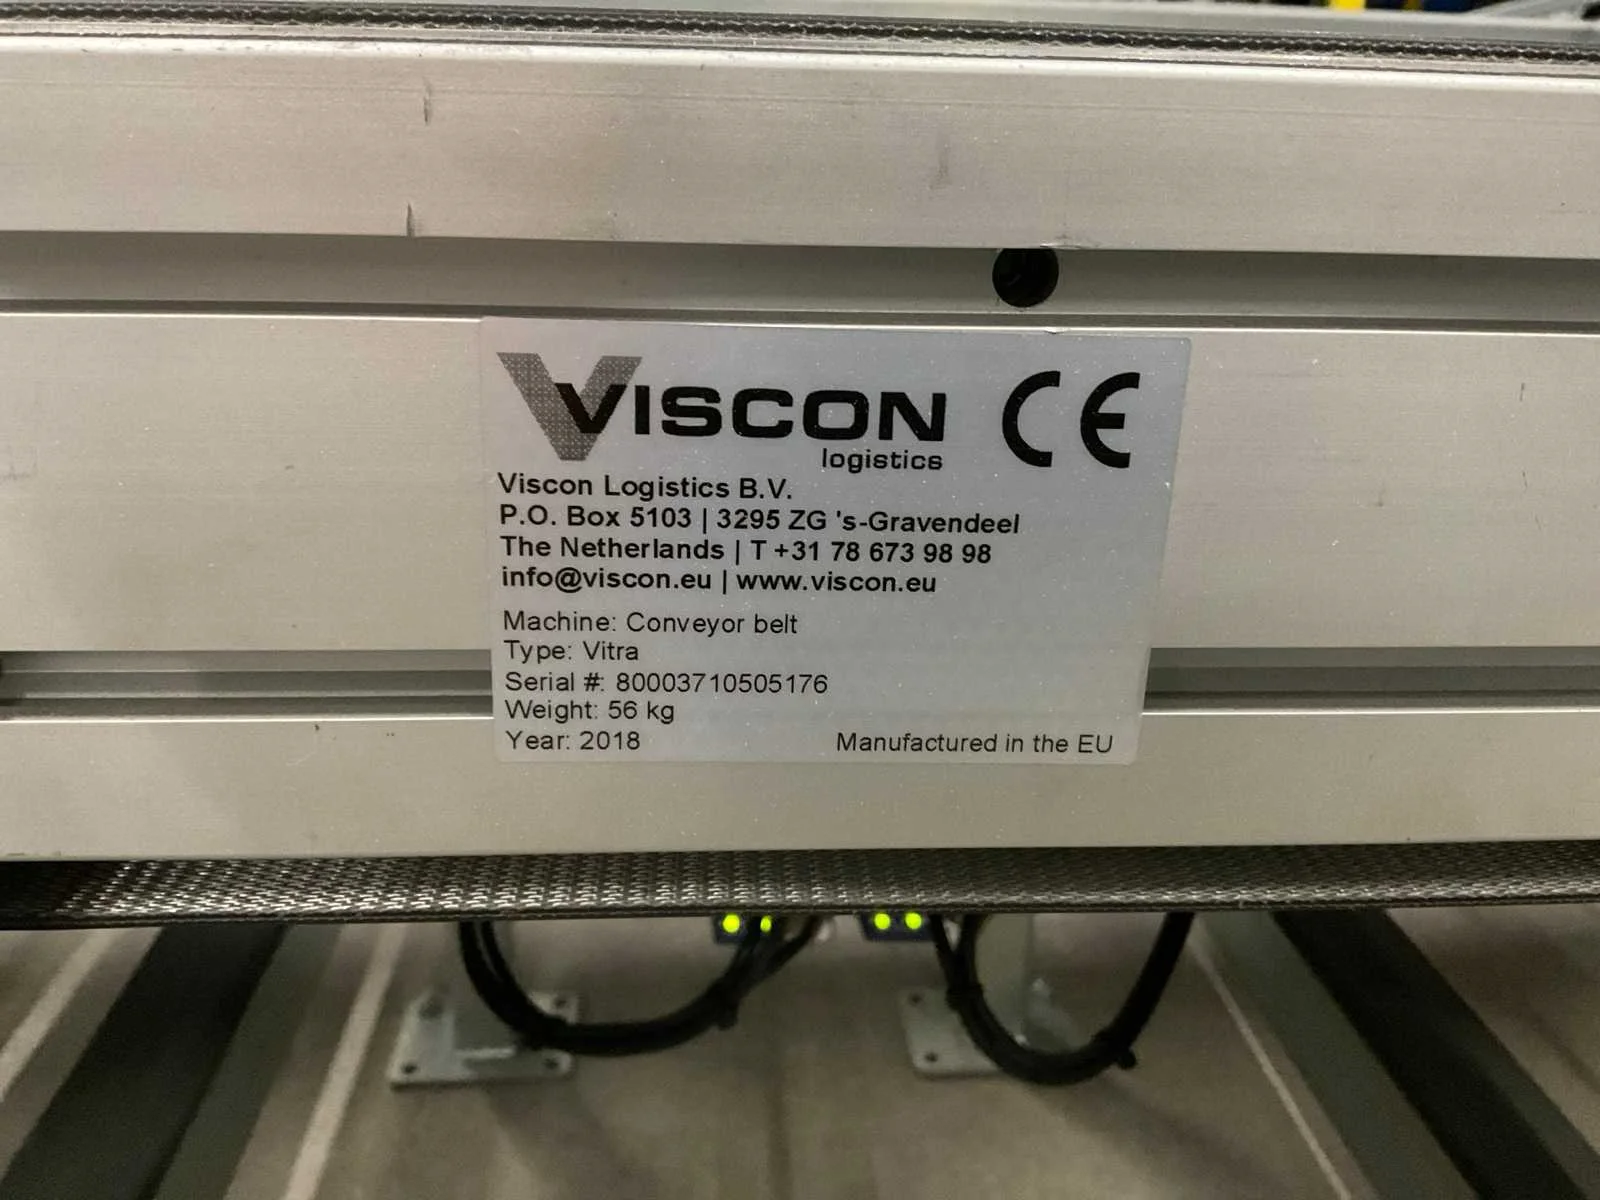 VISCON CE
logistics
Viscon Logistics B.V.
P.O. Box 5103 | 3295 ZG 's-Gravendeel
The Netherlands | T +31 78 673 98 98
info@viscon.eu | www.viscon.eu
Machine: Conveyor belt
Type: Vitra
Serial #: 80003710505176
Weight: 56 kg
Year: 2018 Manufactured in the EU